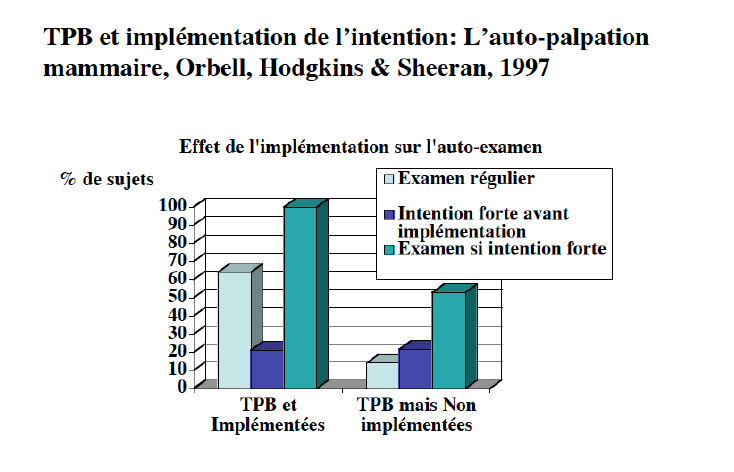 TPB et implémentation de l'intention: L'auto-palpation
mammaire, Orbell, Hodgkins & Sheeran, 1997
Effet de l'implémentation sur l'auto-examen
% de sujets
Examen régulier
Intention forte avant
implémentation
Examen si intention forte
100
90
80
70
60
50
40
30
20
10
0
TPB et
Implémentées
TPB mais Non
implémentées